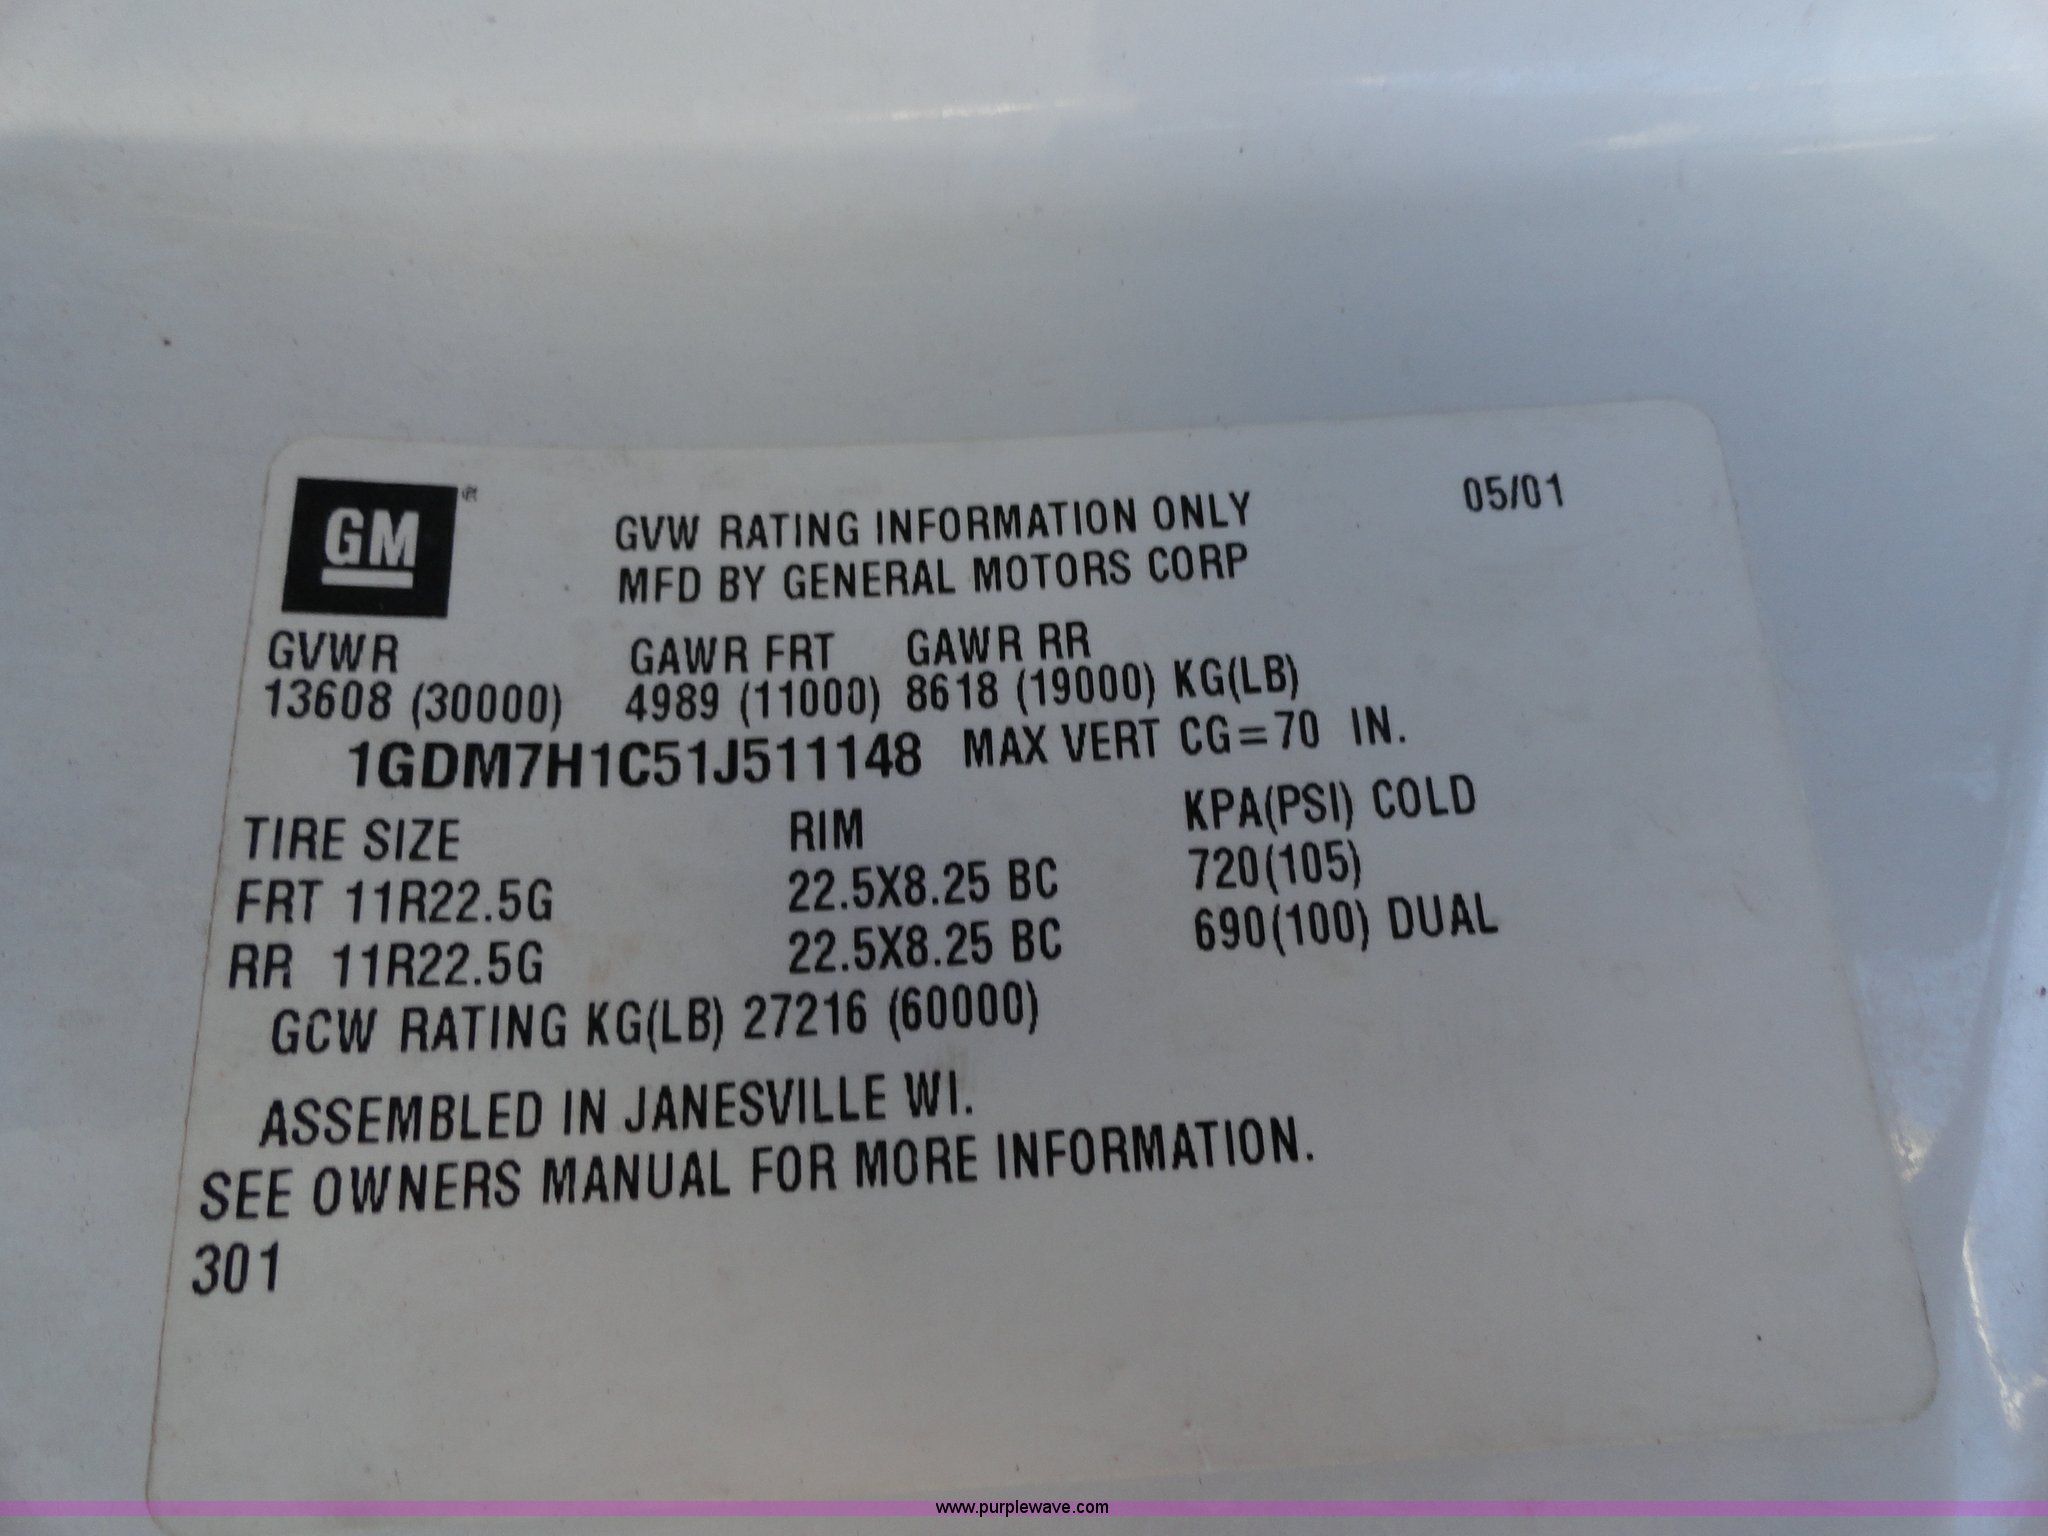 GM
GVW RATING INFORMATION ONLY 05/01
MFD BY GENERAL MOTORS CORP
GVWR GAWR FRT GAWR RR
13608 (30000) 4989 (11000) 8618 (19000) KG(LB)
1GDM7H1C51J511148 MAX VERT CG=70 IN.
TIRE SIZE RIM KPA(PSI) COLD
FRT 11R22.5G 22.5X8.25 BC 720(105)
RR 11R22.5G 22.5X8.25 BC 690(100) DUAL
GCW RATING KG(LB) 27216 (60000)
ASSEMBLED IN JANESVILLE WI.
SEE OWNERS MANUAL FOR MORE INFORMATION.
301
www.purplewave.com